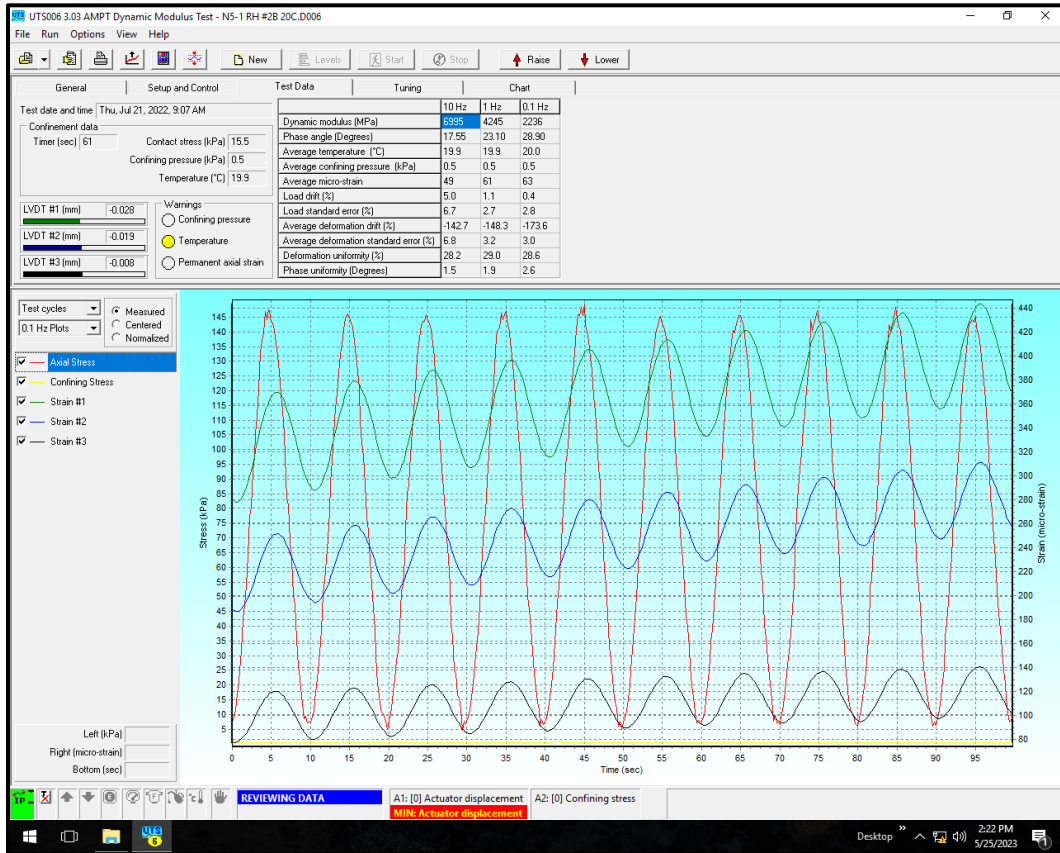 UTS006 3.03 AMPT Dynamic Modulus Test - N5-1 RH #2B 20C.D006
File Run Options View Help
New Levels Start Stop Raise Lower
General Setup and Control Test Data Tuning Chart
Test date and time Thu, Jul 21, 2022, 9:07 AM
Confinement data
Timer (sec) 61 Contact stress (kPa) 15.5
Confining pressure (kPa) 0.5
Temperature (°C) 19.9
LVDT #1 (mm) -0.028
LVDT #2 (mm) -0.019
LVDT #3 (mm) -0.008
Warnings
Confining pressure
Temperature
Permanent axial strain
10 Hz 1 Hz 0.1 Hz
Dynamic modulus (MPa) 6995 4245 2236
Phase angle (Degrees) 17.55 23.10 28.90
Average temperature (°C) 19.9 19.9 20.0
Average confining pressure (kPa) 0.5 0.5 0.5
Average micro-strain 49 61 63
Load drift (%) 5.0 1.1 0.4
Load standard error (%) 6.7 2.7 2.8
Average deformation drift (%) -142.7 -148.3 -173.6
Average deformation standard error (%) 6.8 3.2 3.0
Deformation uniformity (%) 28.2 29.0 28.6
Phase uniformity (Degrees) 1.5 1.9 2.6
Test cycles
0.1 Hz Plots
Measured
Centered
Normalized
Axial Stress
Confining Stress
Strain #1
Strain #2
Strain #3
Left (kPa)
Right (micro-strain)
Bottom (sec)
Stress (kPa)
145
140
135
130
125
120
115
110
105
100
95
90
85
80
75
70
65
60
55
50
45
40
35
30
25
20
15
10
5
0 5 10 15 20 25 30 35 40 45 50 55 60 65 70 75 80 85 90 95
Time (sec)
440
420
400
380
360
340
320
300
280
260
240
220
200
180
160
140
120
100
80
Strain (micro-strain)
IP °c REVIEWING DATA A1: [0] Actuator displacement A2: [0] Confining stress
MIN: Actuator displacement
UTS
6
Desktop 2:22 PM
5/25/2023
1